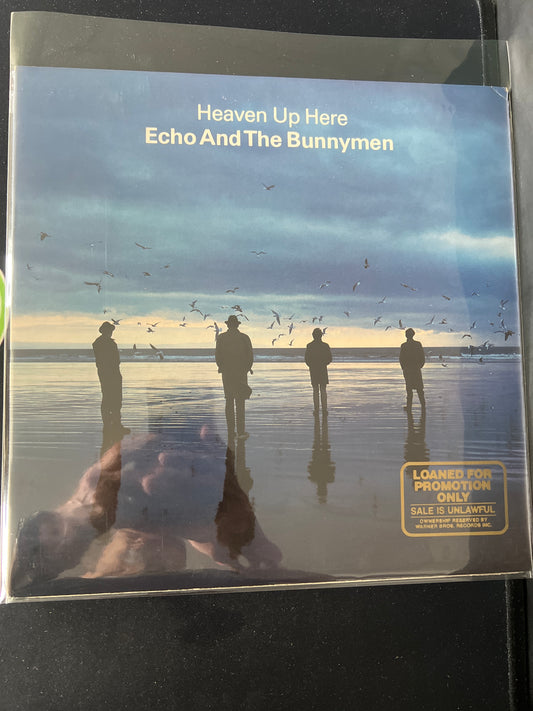 Heaven Up Here
Echo And The Bunnymen
LOANED FOR
PROMOTION
ONLY
SALE IS UNLAWFUL
OWNERSHIP RESERVED BY
WARNER BROS. RECORDS INC.